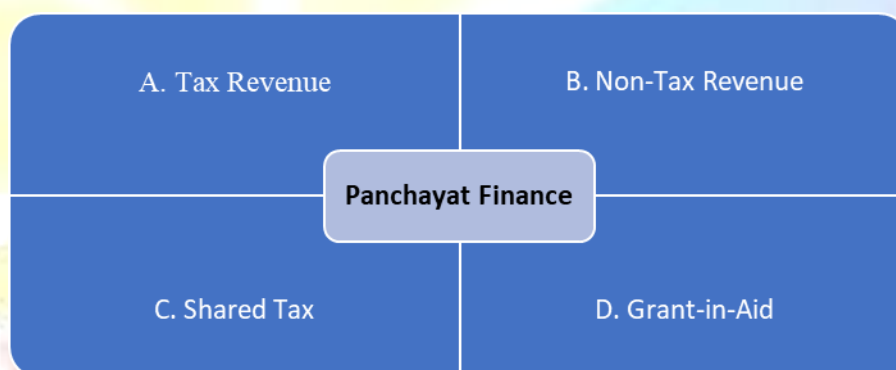 A. Tax Revenue
B. Non-Tax Revenue
Panchayat Finance
C. Shared Tax
D. Grant-in-Aid